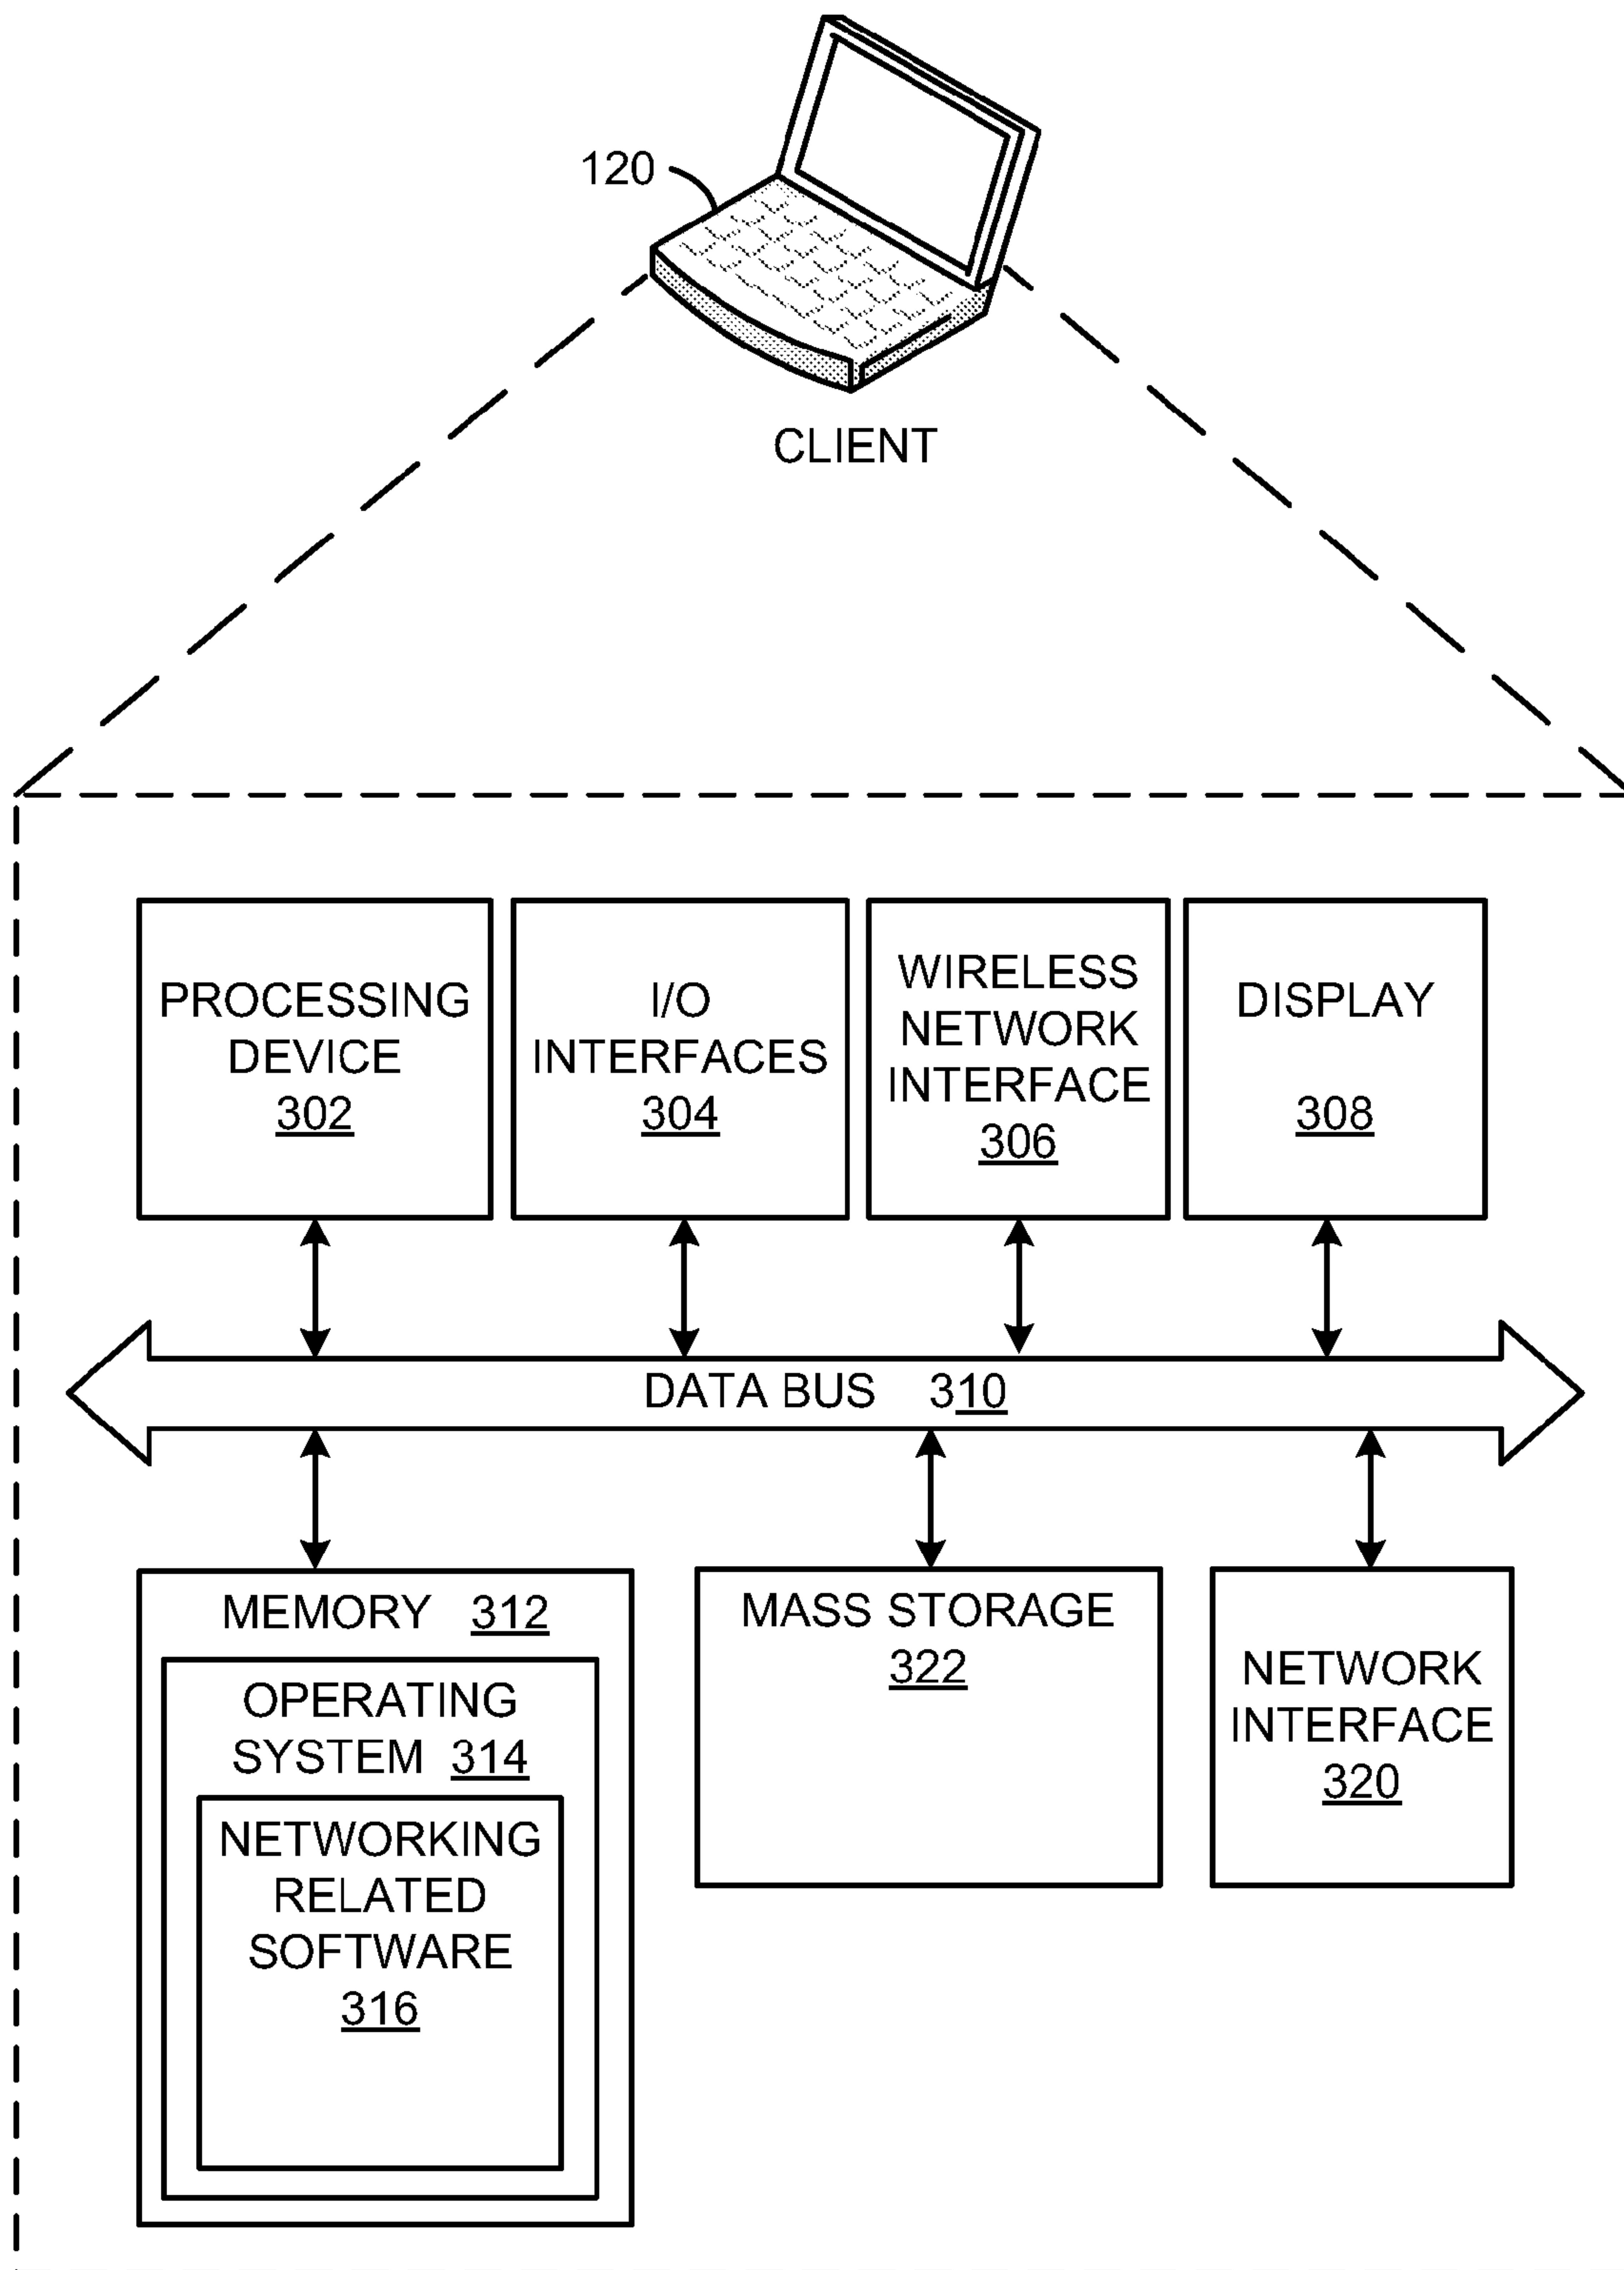 120
CLIENT
PROCESSING
DEVICE
302
I/O
INTERFACES
304
WIRELESS
NETWORK
INTERFACE
306
DISPLAY
308
DATA BUS 310
MEMORY 312
OPERATING
SYSTEM 314
NETWORKING
RELATED
SOFTWARE
316
MASS STORAGE
322
NETWORK
INTERFACE
320